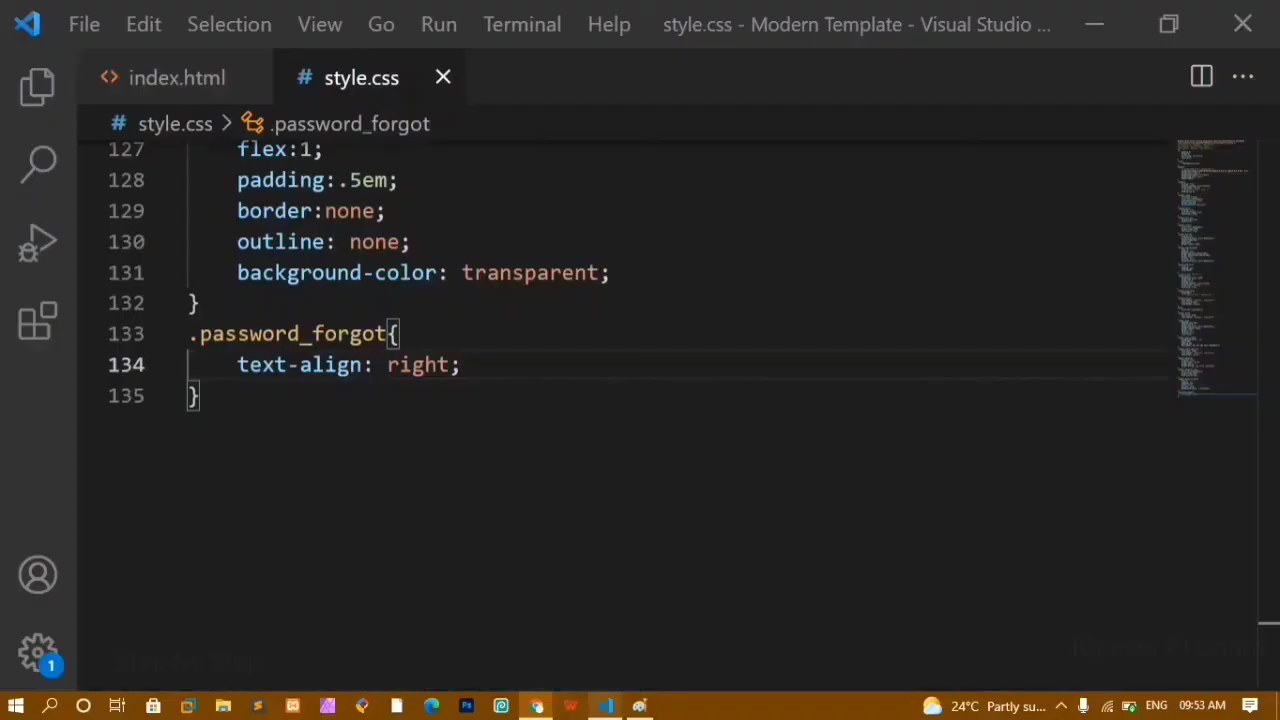 File Edit Selection View Go Run Terminal Help style.css - Modern Template - Visual Studio ...
index.html # style.css
# style.css > .password_forgot
127 flex:1;
128 padding:.5em;
129 border:none;
130 outline: none;
131 background-color: transparent;
132 }
133 .password_forgot{
134 text-align: right;
135 }
1
24°C Partly su... ENG 09:53 AM